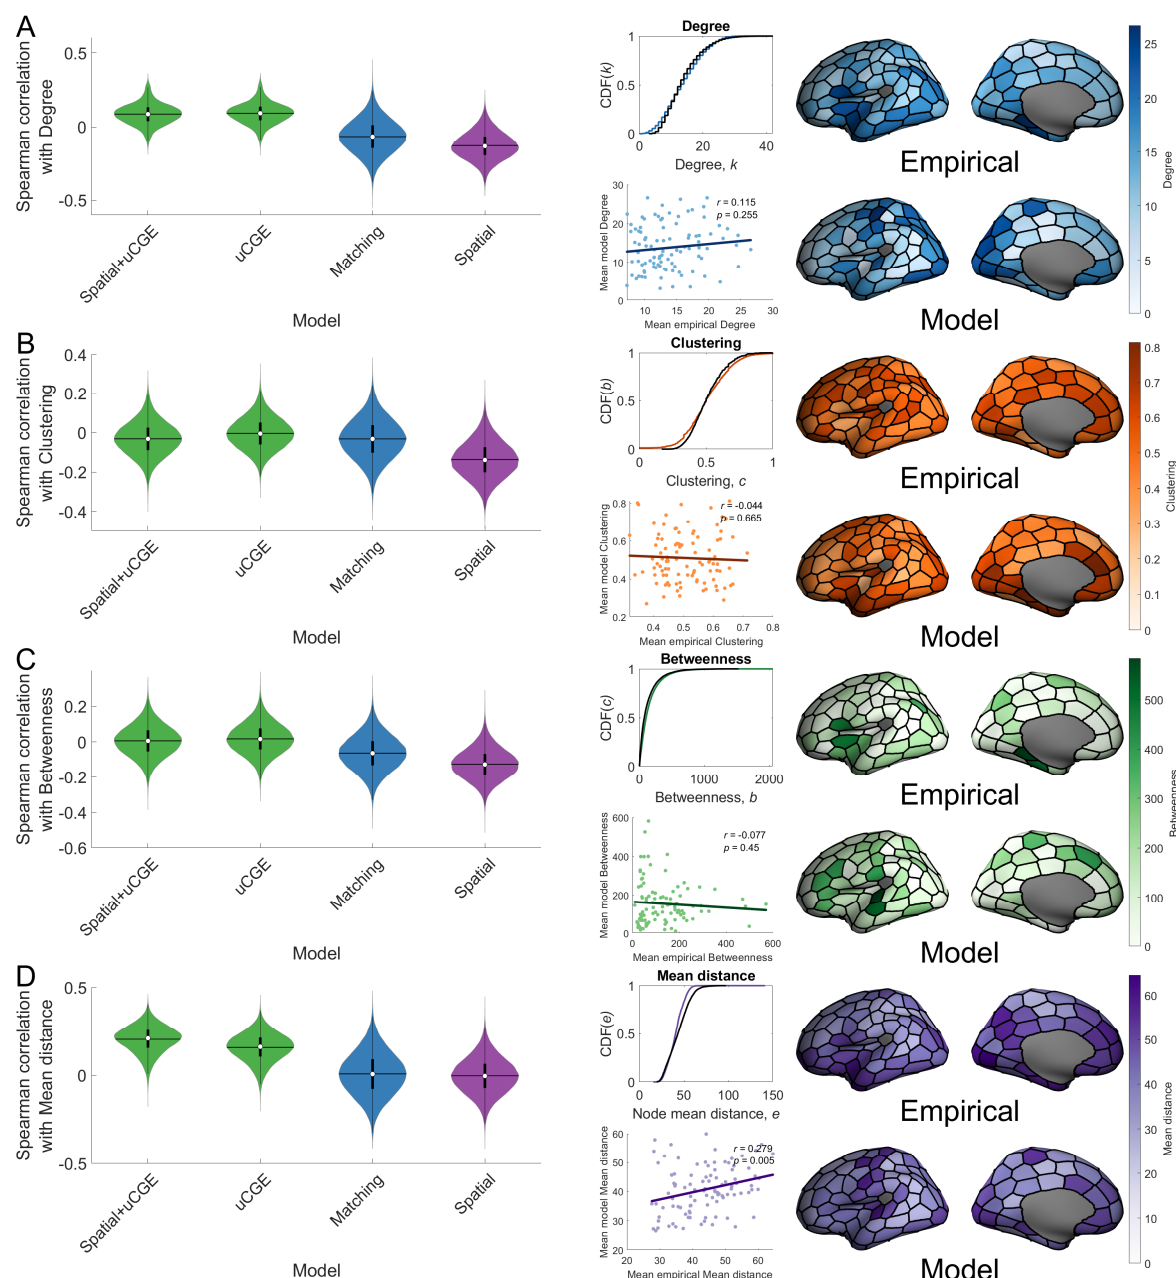 A
Spearman correlation
with Degree
0.5
0
-0.5
Spatial+uCGE
uCGE
Matching
Spatial
Model
Degree
CDF(k)
1
0.5
0
0
20
40
Degree, k
Mean model Degree
30
20
10
0
r = 0.115
p = 0.255
10
15
20
25
30
Mean empirical Degree
Empirical
Model
25
20
15
10
5
0
Degree
B
Spearman correlation
with Clustering
0.4
0.2
0
-0.2
-0.4
Spatial+uCGE
uCGE
Matching
Spatial
Model
Clustering
CDF(b)
1
0.5
0
0
0.5
1
Clustering, c
Mean model Clustering
0.8
0.6
0.4
0.2
r = -0.044
p = 0.665
0.4
0.5
0.6
0.7
0.8
Mean empirical Clustering
Empirical
Model
0.8
0.7
0.6
0.5
0.4
0.3
0.2
0.1
0
Clustering
C
Spearman correlation
with Betweenness
0.2
0
-0.2
-0.4
-0.6
Spatial+uCGE
uCGE
Matching
Spatial
Model
Betweenness
CDF(c)
1
0.5
0
0
1000
2000
Betweenness, b
Mean model Betweenness
600
400
200
0
r = -0.077
p = 0.45
0
200
400
600
Mean empirical Betweenness
Empirical
Model
500
400
300
200
100
0
Betweenness
D
Spearman correlation
with Mean distance
0.5
0
-0.5
Spatial+uCGE
uCGE
Matching
Spatial
Model
Mean distance
CDF(e)
1
0.5
0
0
50
100
150
Node mean distance, e
Mean model Mean distance
60
50
40
30
20
r = 0.279
p = 0.005
20
30
40
50
60
Mean empirical Mean distance
Empirical
Model
60
50
40
30
20
10
0
Mean distance